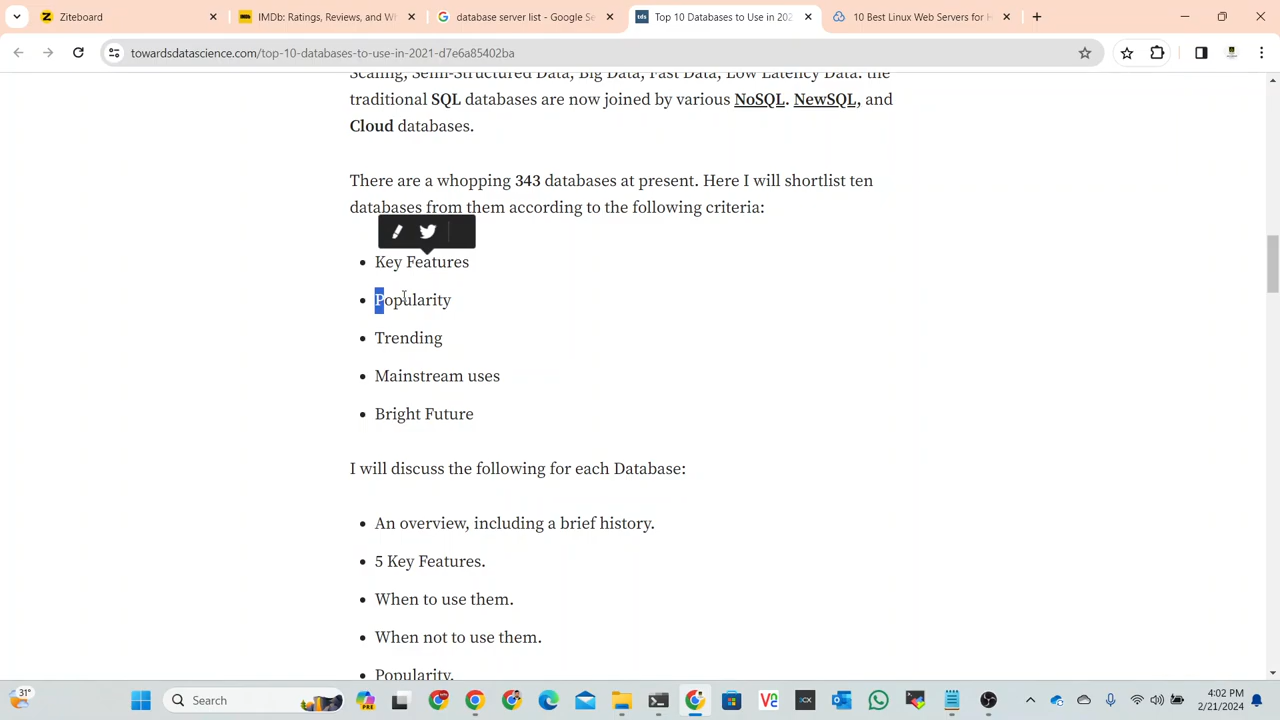 Ziteboard
IMDb: Ratings, Reviews, and Wh
database server list - Google Se
tds
Top 10 Databases to Use in 202
10 Best Linux Web Servers for H
towardsdatascience.com/top-10-databases-to-use-in-2021-d7e6a85402ba
Scaling, Semi-Structured Data, Big Data, Fast Data, Low Latency Data. the
traditional SQL databases are now joined by various NoSQL. NewSQL, and
Cloud databases.
There are a whopping 343 databases at present. Here I will shortlist ten
databases from them according to the following criteria:
• Key Features
• Popularity
• Trending
• Mainstream uses
• Bright Future
I will discuss the following for each Database:
• An overview, including a brief history.
• 5 Key Features.
• When to use them.
• When not to use them.
• Popularity.
31°
Search
PRE
4:02 PM
2/21/2024